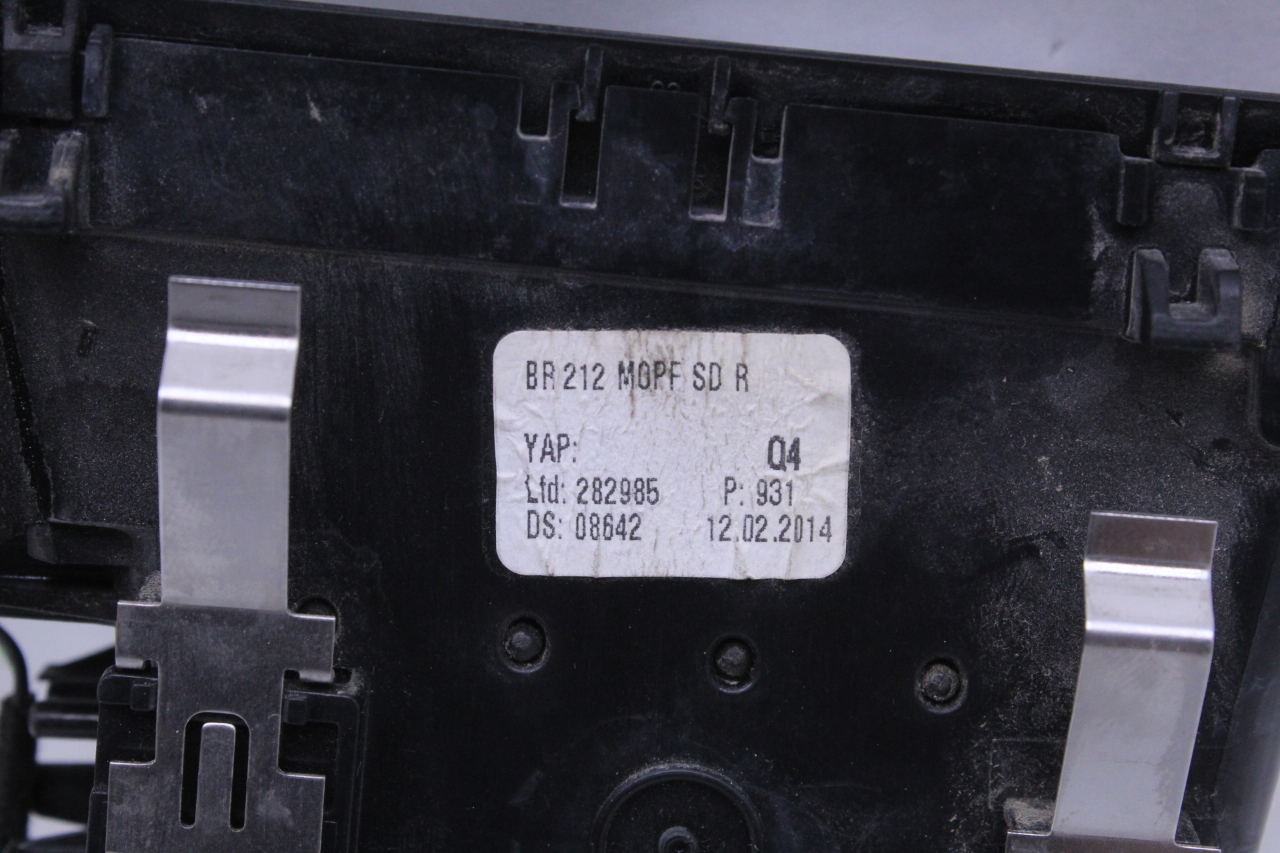 BR 212 MOPF SD R
YAP: Q4
Lfd: 282985 P: 931
DS: 08642 12.02.2014